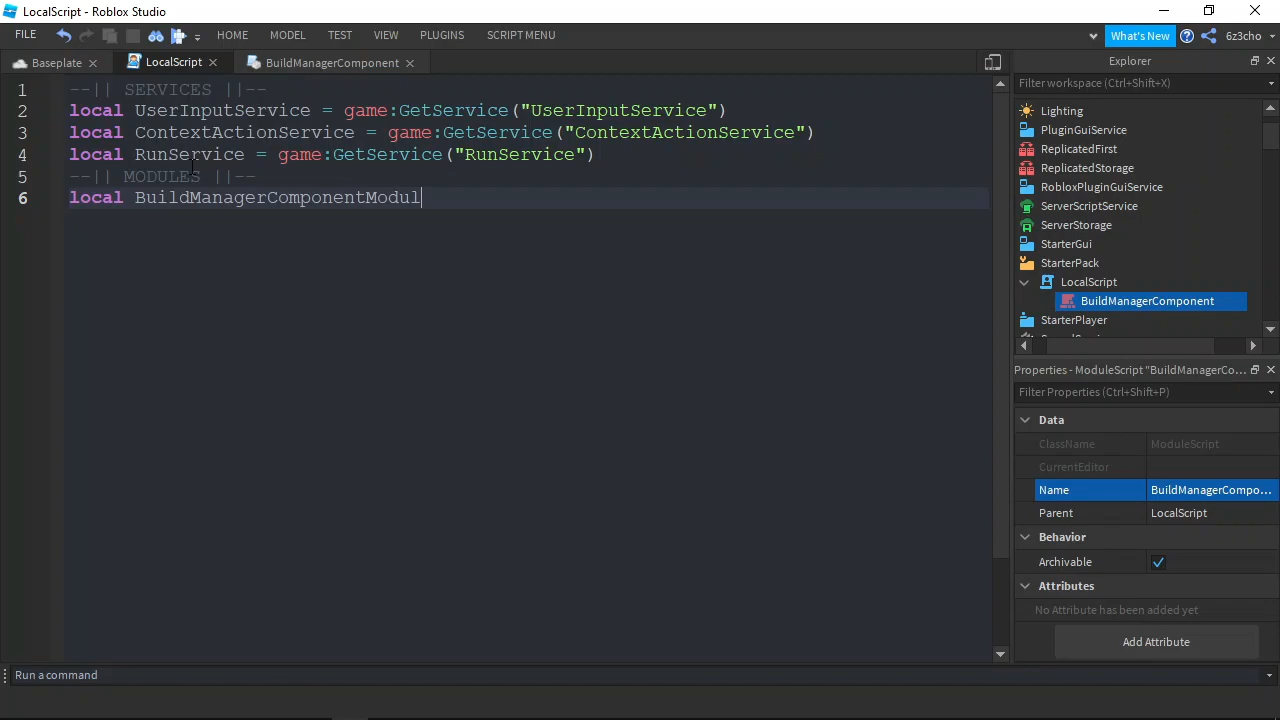 LocalScript - Roblox Studio
FILE HOME MODEL TEST VIEW PLUGINS SCRIPT MENU What's New 6z3cho
Baseplate LocalScript BuildManagerComponent
1 --|| SERVICES ||--
2 local UserInputService = game:GetService("UserInputService")
3 local ContextActionService = game:GetService("ContextActionService")
4 local RunService = game:GetService("RunService")
5 --|| MODULES ||--
6 local BuildManagerComponentModul
Explorer
Filter workspace (Ctrl+Shift+X)
Lighting
PluginGuiService
ReplicatedFirst
ReplicatedStorage
RobloxPluginGuiService
ServerScriptService
ServerStorage
StarterGui
StarterPack
LocalScript
BuildManagerComponent
StarterPlayer
Properties - ModuleScript "BuildManagerCo...
Filter Properties (Ctrl+Shift+P)
Data
ClassName ModuleScript
CurrentEditor
Name BuildManagerCompo...
Parent LocalScript
Behavior
Archivable
Attributes
No Attribute has been added yet
Add Attribute
Run a command